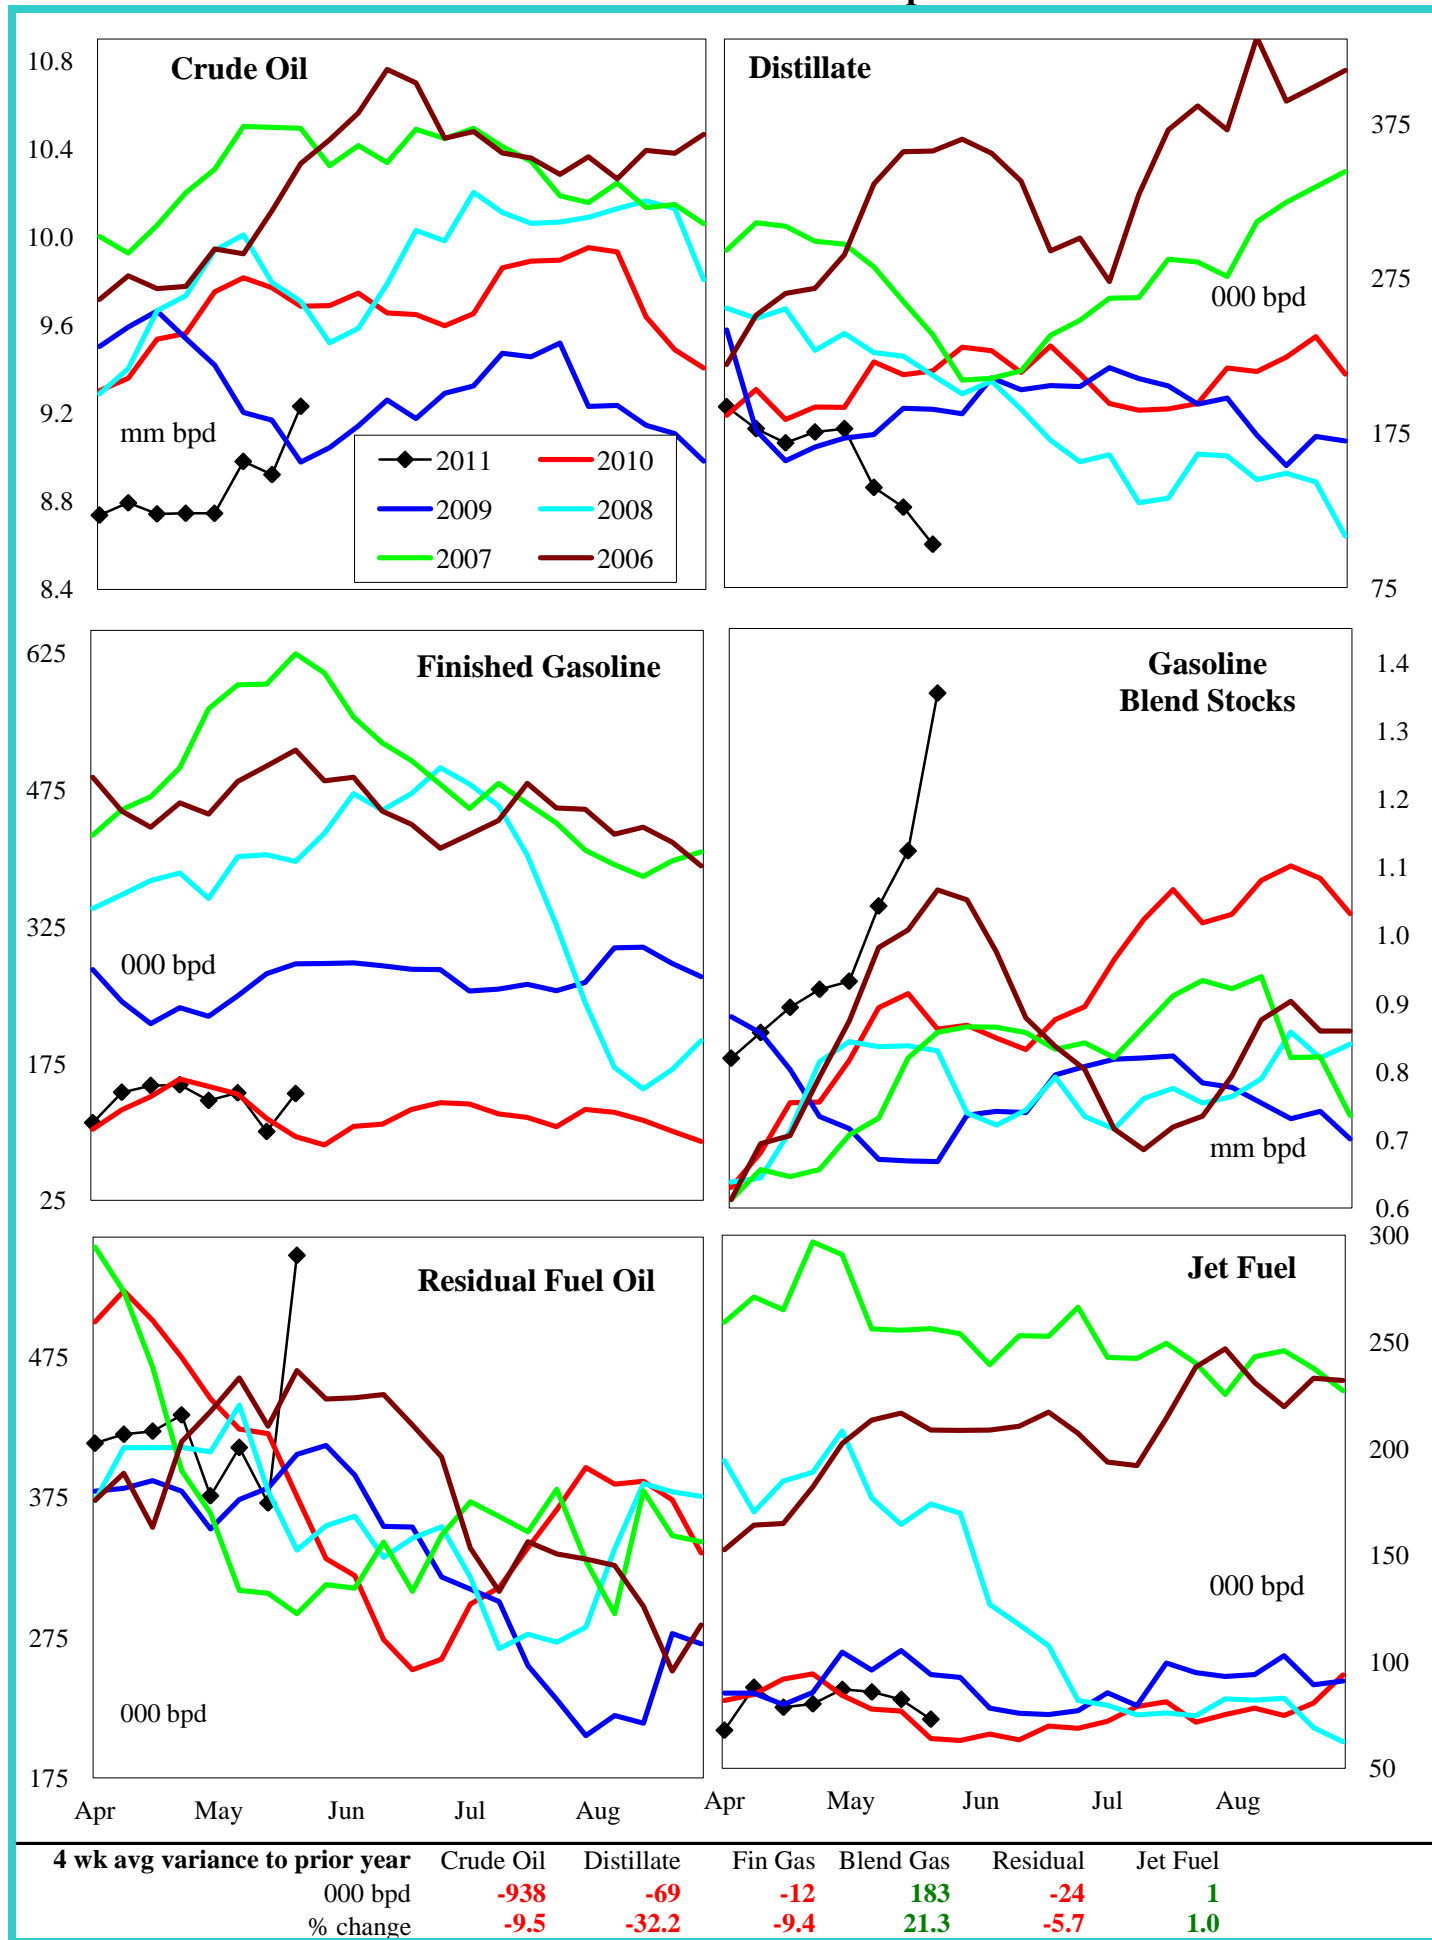 Crude Oil
10.8
10.4
10.0
9.6
9.2
8.8
8.4
mm bpd
2011 2010
2009 2008
2007 2006
Distillate
375
275
175
75
000 bpd
Finished Gasoline
625
475
325
175
25
000 bpd
Gasoline
Blend Stocks
1.4
1.3
1.2
1.1
1.0
0.9
0.8
0.7
0.6
mm bpd
Residual Fuel Oil
475
375
275
175
000 bpd
Apr May Jun Jul Aug
Jet Fuel
300
250
200
150
100
50
000 bpd
Apr May Jun Jul Aug
4 wk avg variance to prior year Crude Oil Distillate Fin Gas Blend Gas Residual Jet Fuel
000 bpd -938 -69 -12 183 -24 1
% change -9.5 -32.2 -9.4 21.3 -5.7 1.0